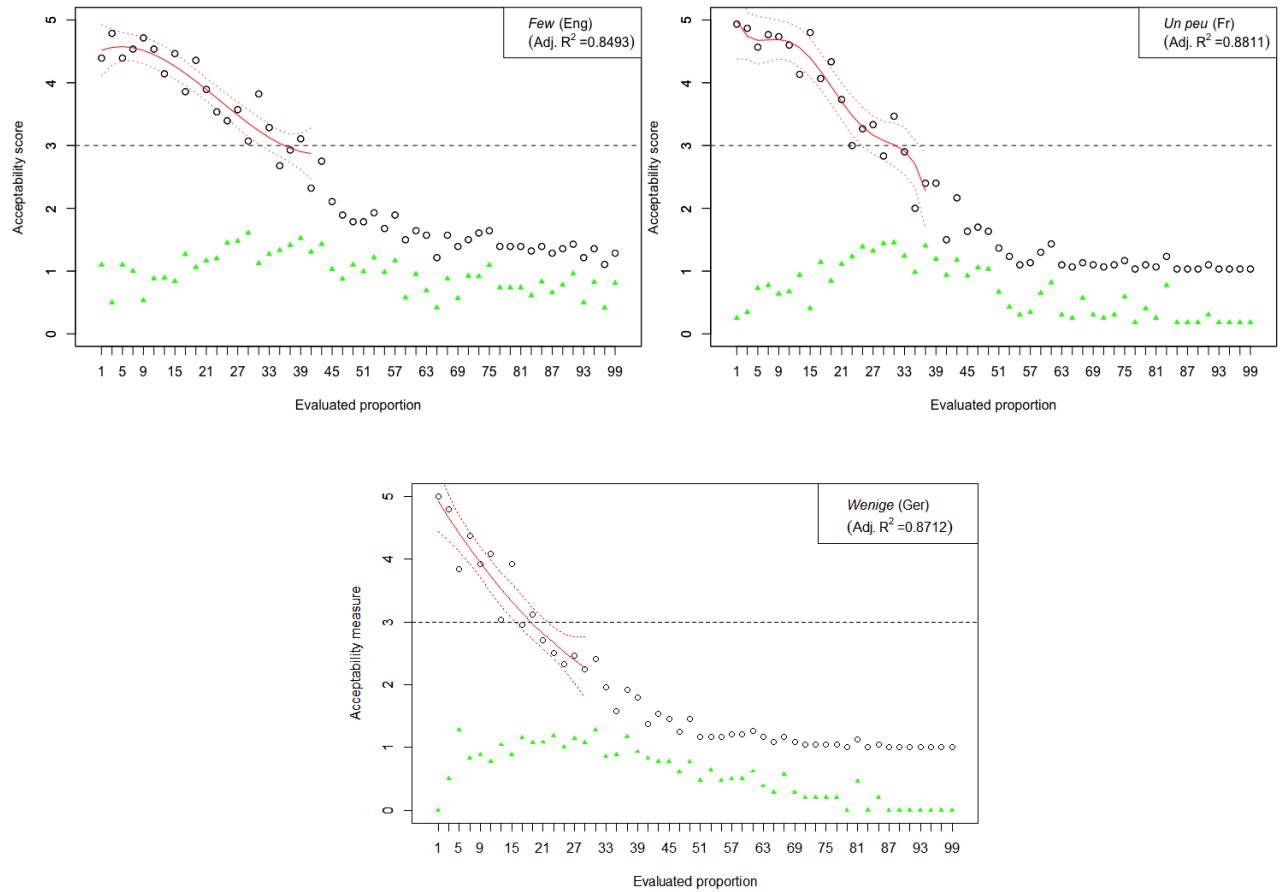 Few (Eng)
(Adj. R² =0.8493)
Acceptability score
5
4
3
2
1
0
1 5 9 15 21 27 33 39 45 51 57 63 69 75 81 87 93 99
Evaluated proportion
Un peu (Fr)
(Adj. R² =0.8811)
Acceptability score
5
4
3
2
1
0
1 5 9 15 21 27 33 39 45 51 57 63 69 75 81 87 93 99
Evaluated proportion
Wenige (Ger)
(Adj. R² =0.8712)
Acceptability measure
5
4
3
2
1
0
1 5 9 15 21 27 33 39 45 51 57 63 69 75 81 87 93 99
Evaluated proportion